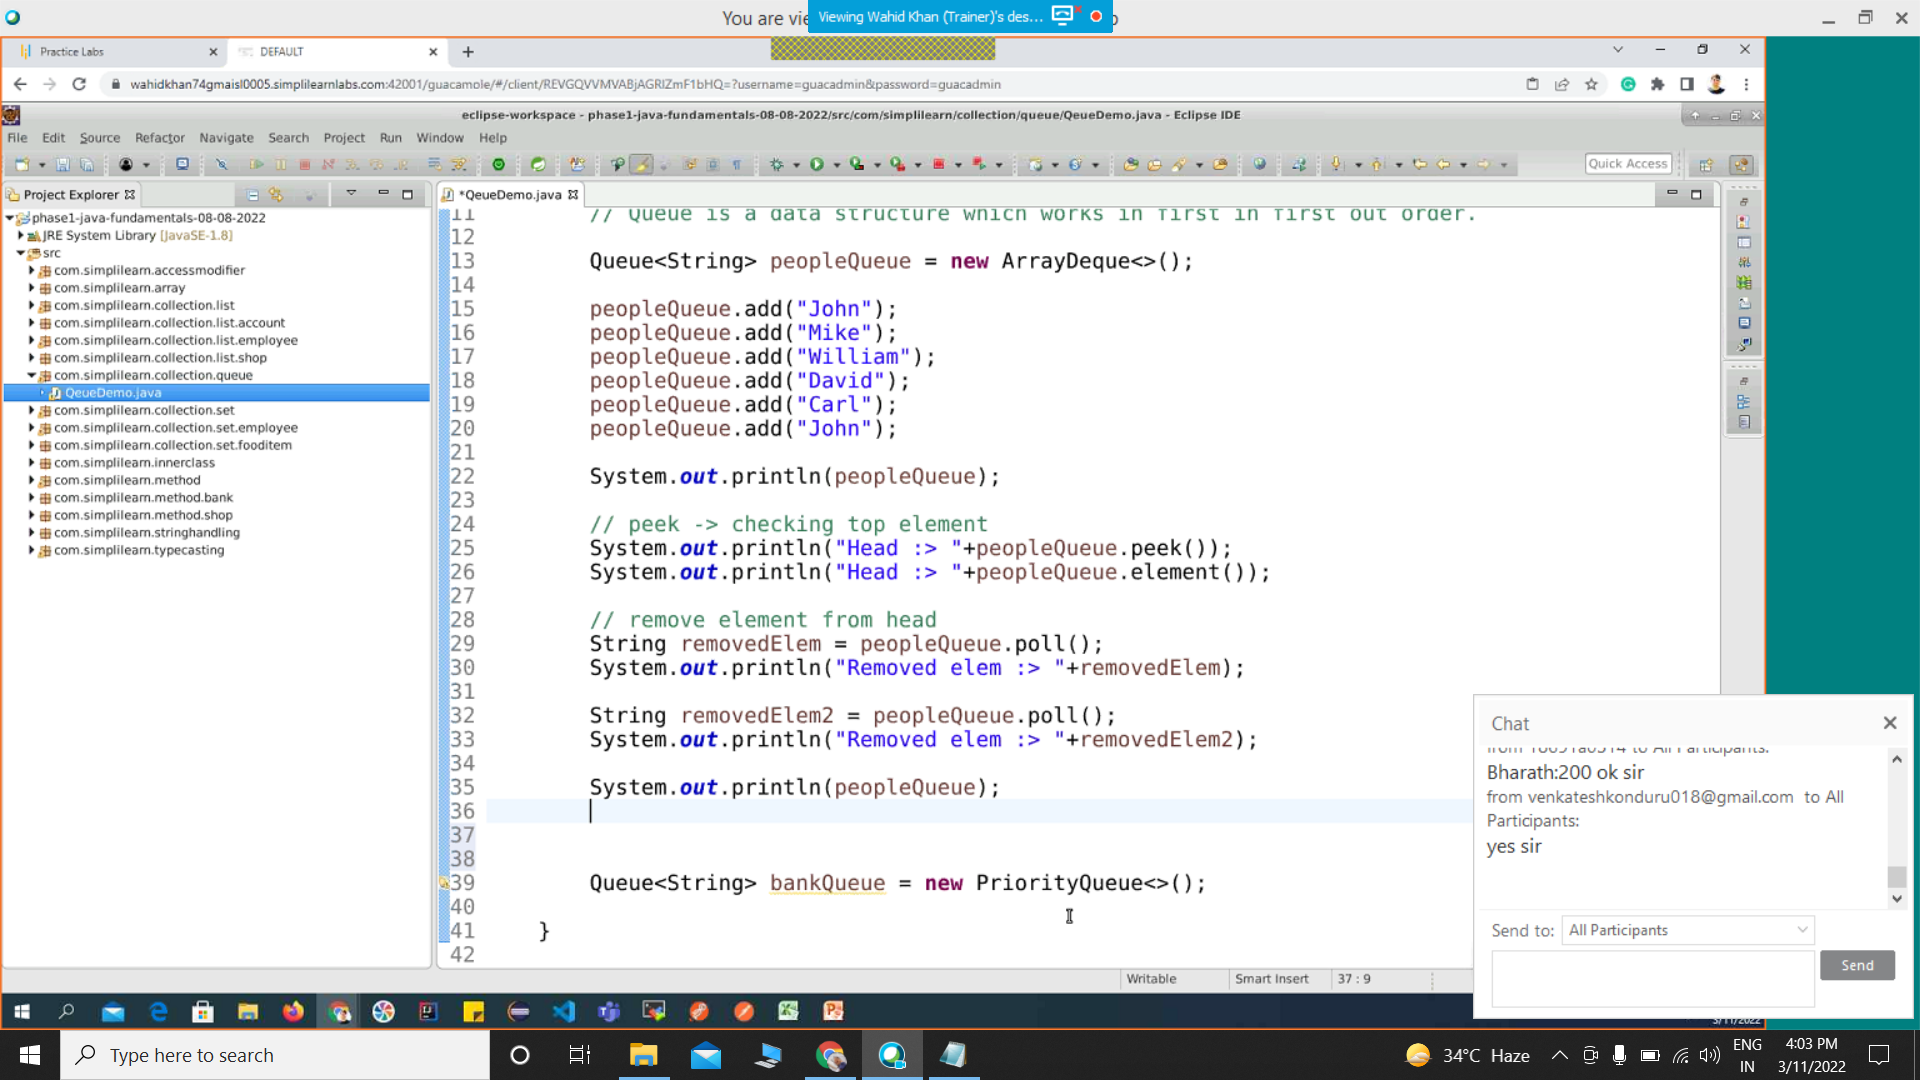 You are vie
Viewing Wahid Khan (Trainer)'s des...
Practice Labs
DEFAULT
wahidkhan74gmaisl0005.simplilearnlabs.com:42001/guacamole/#/client/REVGQVVMVABjAGRIZmF1bHQ=?username=guacadmin&password=guacadmin
eclipse-workspace - phase1-java-fundamentals-08-08-2022/src/com/simplilearn/collection/queue/QeueDemo.java - Eclipse IDE
File Edit Source Refactor Navigate Search Project Run Window Help
Quick Access
Project Explorer
*QeueDemo.java
phase1-java-fundamentals-08-08-2022
JRE System Library [JavaSE-1.8]
src
com.simplilearn.accessmodifier
com.simplilearn.array
com.simplilearn.collection.list
com.simplilearn.collection.list.account
com.simplilearn.collection.list.employee
com.simplilearn.collection.list.shop
com.simplilearn.collection.queue
QeueDemo.java
com.simplilearn.collection.set
com.simplilearn.collection.set.employee
com.simplilearn.collection.set.fooditem
com.simplilearn.innerclass
com.simplilearn.method
com.simplilearn.method.bank
com.simplilearn.method.shop
com.simplilearn.stringhandling
com.simplilearn.typecasting
11 // Queue is a data structure which works in first in first out order.
12
13 Queue<String> peopleQueue = new ArrayDeque<>();
14
15 peopleQueue.add("John");
16 peopleQueue.add("Mike");
17 peopleQueue.add("William");
18 peopleQueue.add("David");
19 peopleQueue.add("Carl");
20 peopleQueue.add("John");
21
22 System.out.println(peopleQueue);
23
24 // peek -> checking top element
25 System.out.println("Head :> "+peopleQueue.peek());
26 System.out.println("Head :> "+peopleQueue.element());
27
28 // remove element from head
29 String removedElem = peopleQueue.poll();
30 System.out.println("Removed elem :> "+removedElem);
31
32 String removedElem2 = peopleQueue.poll();
33 System.out.println("Removed elem :> "+removedElem2);
34
35 System.out.println(peopleQueue);
36
37
38
39 Queue<String> bankQueue = new PriorityQueue<>();
40
41 }
42
Writable Smart Insert 37 : 9
Chat
to All Participants:
Bharath:200 ok sir
from venkateshkonduru018@gmail.com to All
Participants:
yes sir
Send to: All Participants
Send
3/11/2022
Type here to search
34°C Haze
ENG
IN
4:03 PM
3/11/2022